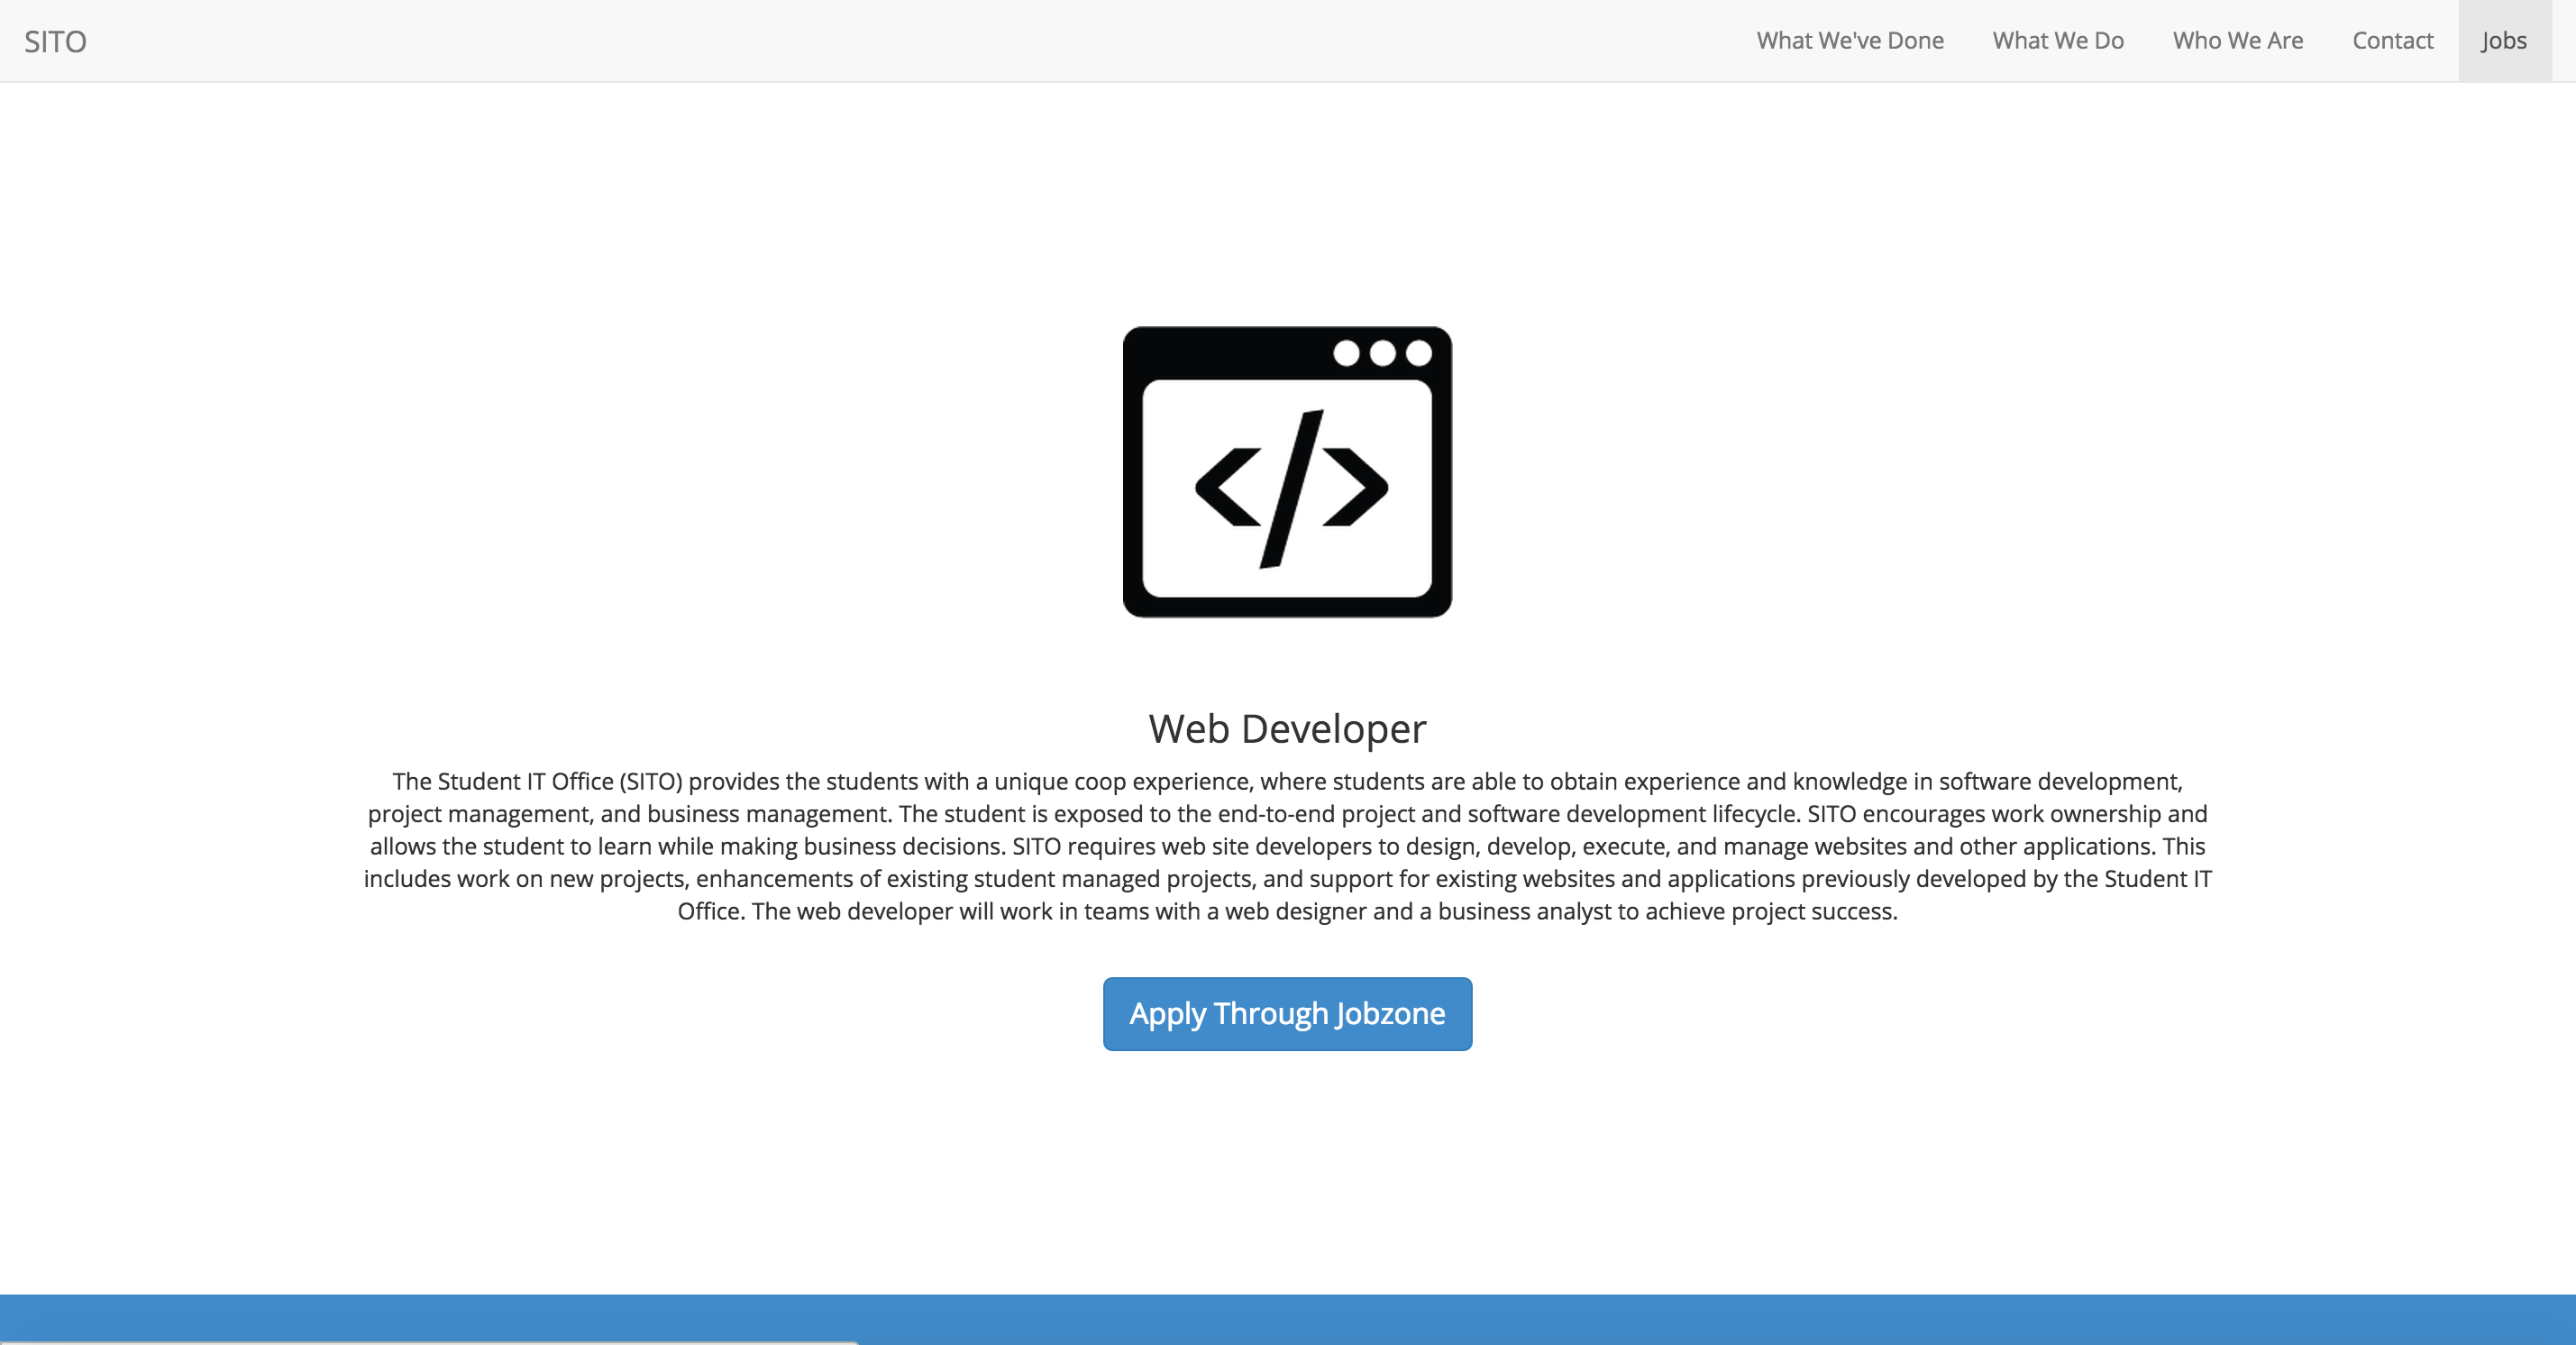 SITO
What We've Done
What We Do
Who We Are
Contact
Jobs
</>
Web Developer
The Student IT Office (SITO) provides the students with a unique coop experience, where students are able to obtain experience and knowledge in software development,
project management, and business management. The student is exposed to the end-to-end project and software development lifecycle. SITO encourages work ownership and
allows the student to learn while making business decisions. SITO requires web site developers to design, develop, execute, and manage websites and other applications. This
includes work on new projects, enhancements of existing student managed projects, and support for existing websites and applications previously developed by the Student IT
Office. The web developer will work in teams with a web designer and a business analyst to achieve project success.
Apply Through Jobzone